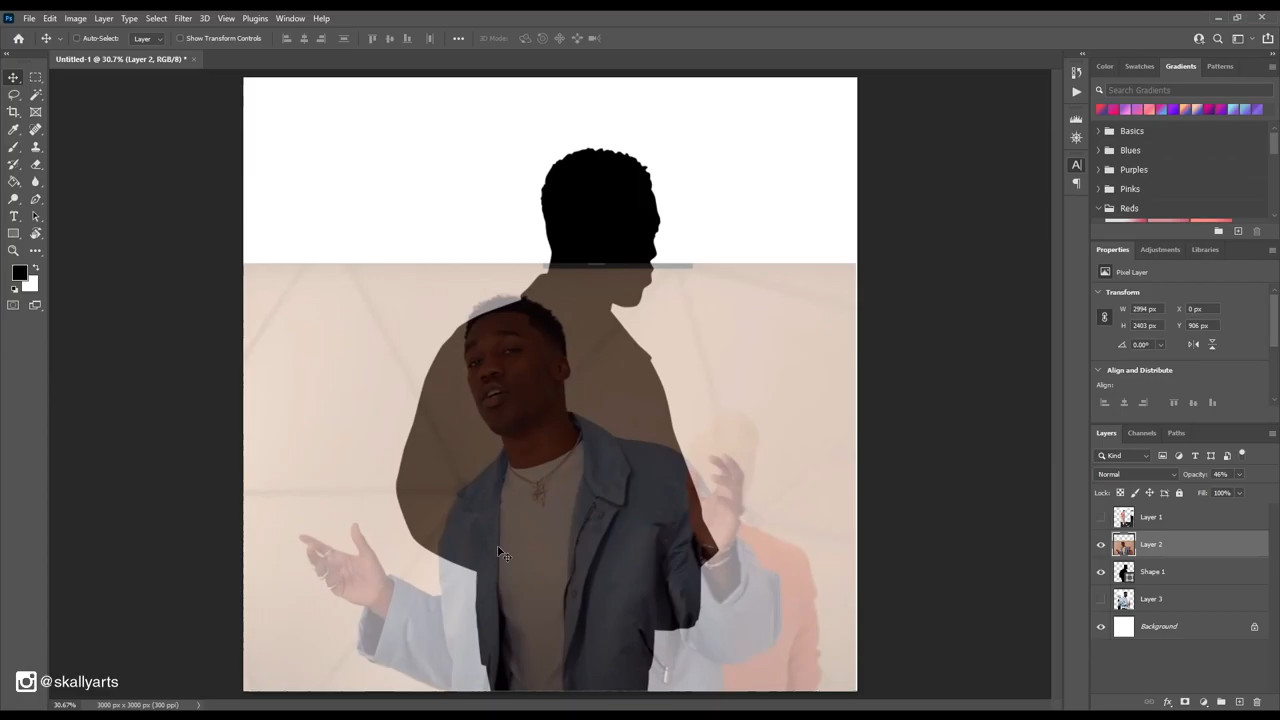 Ps File Edit Image Layer Type Select Filter 3D View Plugins Window Help
Auto-Select: Layer Show Transform Controls 3D Mode:
Untitled-1 @ 30.7% (Layer 2, RGB/8) * ×
Color Swatches Gradients Patterns
Search Gradients
Basics
Blues
Purples
Pinks
Reds
Properties Adjustments Libraries
Pixel Layer
Transform
W 2994 px X 0 px
H 2403 px Y 906 px
0.00°
Align and Distribute
Align:
Layers Channels Paths
Kind
Normal Opacity: 46%
Lock: Fill: 100%
Layer 1
Layer 2
Shape 1
Layer 3
Background
@skallyarts
30.67% 3000 px x 3000 px (300 ppi)